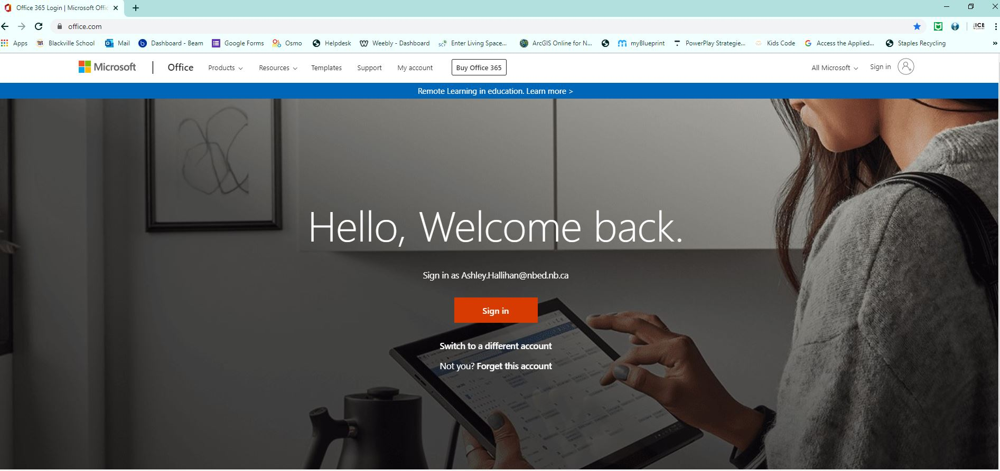 Office 365 Login | Microsoft Offic
office.com
ICE
Apps Blackville School Mail Dashboard - Beam Google Forms Osmo Helpdesk Weebly - Dashboard Enter Living Space... ArcGIS Online for N... myBlueprint PowerPlay Strategie... Kids Code Access the Applied... Staples Recycling »
Microsoft | Office Products Resources Templates Support My account Buy Office 365 All Microsoft Sign in
Remote Learning in education. Learn more >
Hello, Welcome back.
Sign in as Ashley.Hallihan@nbed.nb.ca
Sign in
Switch to a different account
Not you? Forget this account